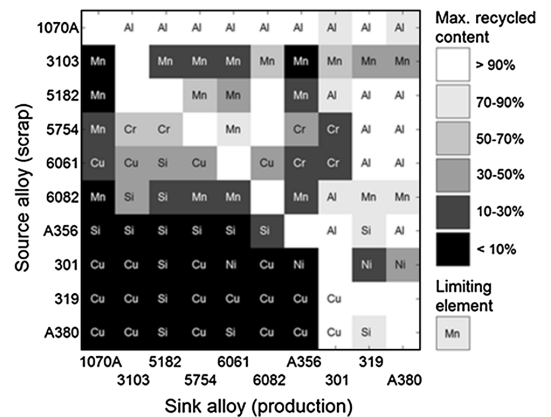 Max. recycled
content
> 90%
70-90%
50-70%
30-50%
10-30%
< 10%
Limiting
element
Mn
Source alloy (scrap)
1070A Al Al Al Al Al Al Al Al Al
3103 Mn Mn Mn Mn Mn Mn Mn Mn Mn
5182 Mn Mn Mn Mn Al Al Al
5754 Mn Cr Cr Mn Cr Cr Al Al
6061 Cu Cu Si Cu Cu Cr Cr Al Al
6082 Mn Si Si Mn Mn Mn Al Mn Mn
A356 Si Si Si Si Si Si Al Si Al
301 Cu Cu Si Cu Ni Cu Ni Ni Ni
319 Cu Cu Si Cu Cu Cu Cu Cu
A380 Cu Cu Si Cu Si Cu Cu Cu Si
1070A 5182 6061 A356 319
3103 5754 6082 301 A380
Sink alloy (production)